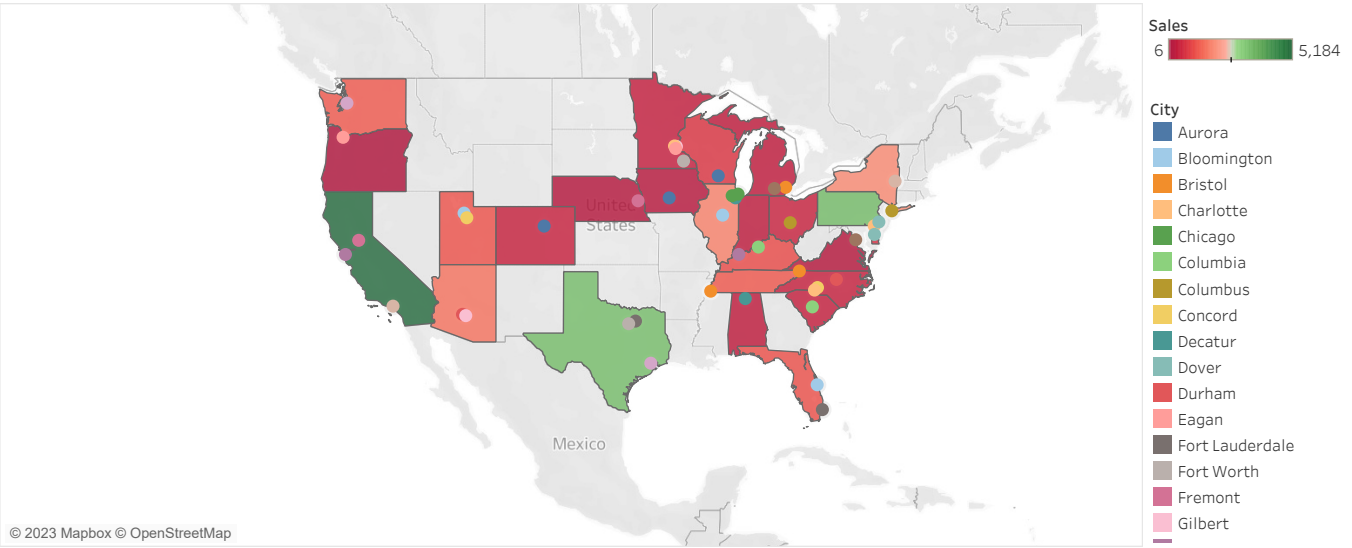 United
States
Mexico
© 2023 Mapbox © OpenStreetMap
Sales
6 5,184
City
Aurora
Bloomington
Bristol
Charlotte
Chicago
Columbia
Columbus
Concord
Decatur
Dover
Durham
Eagan
Fort Lauderdale
Fort Worth
Fremont
Gilbert